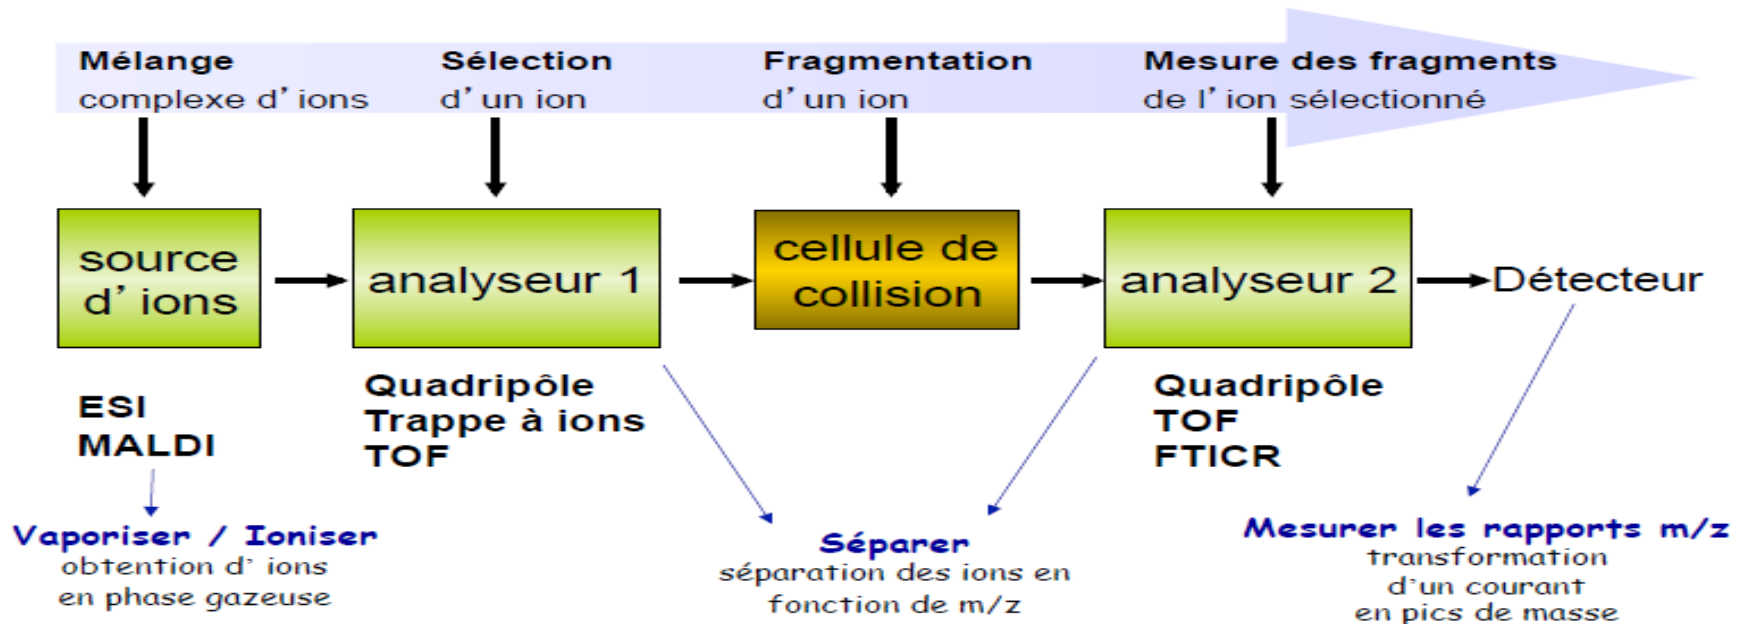 Mélange
complexe d'ions
Sélection
d'un ion
Fragmentation
d'un ion
Mesure des fragments
de l'ion sélectionné
source
d'ions
analyseur 1
cellule de
collision
analyseur 2
Détecteur
ESI
MALDI
Quadripôle
Trappe à ions
TOF
Quadripôle
TOF
FTICR
Vaporiser / Ioniser
obtention d'ions
en phase gazeuse
Séparer
séparation des ions en
fonction de m/z
Mesurer les rapports m/z
transformation
d'un courant
en pics de masse